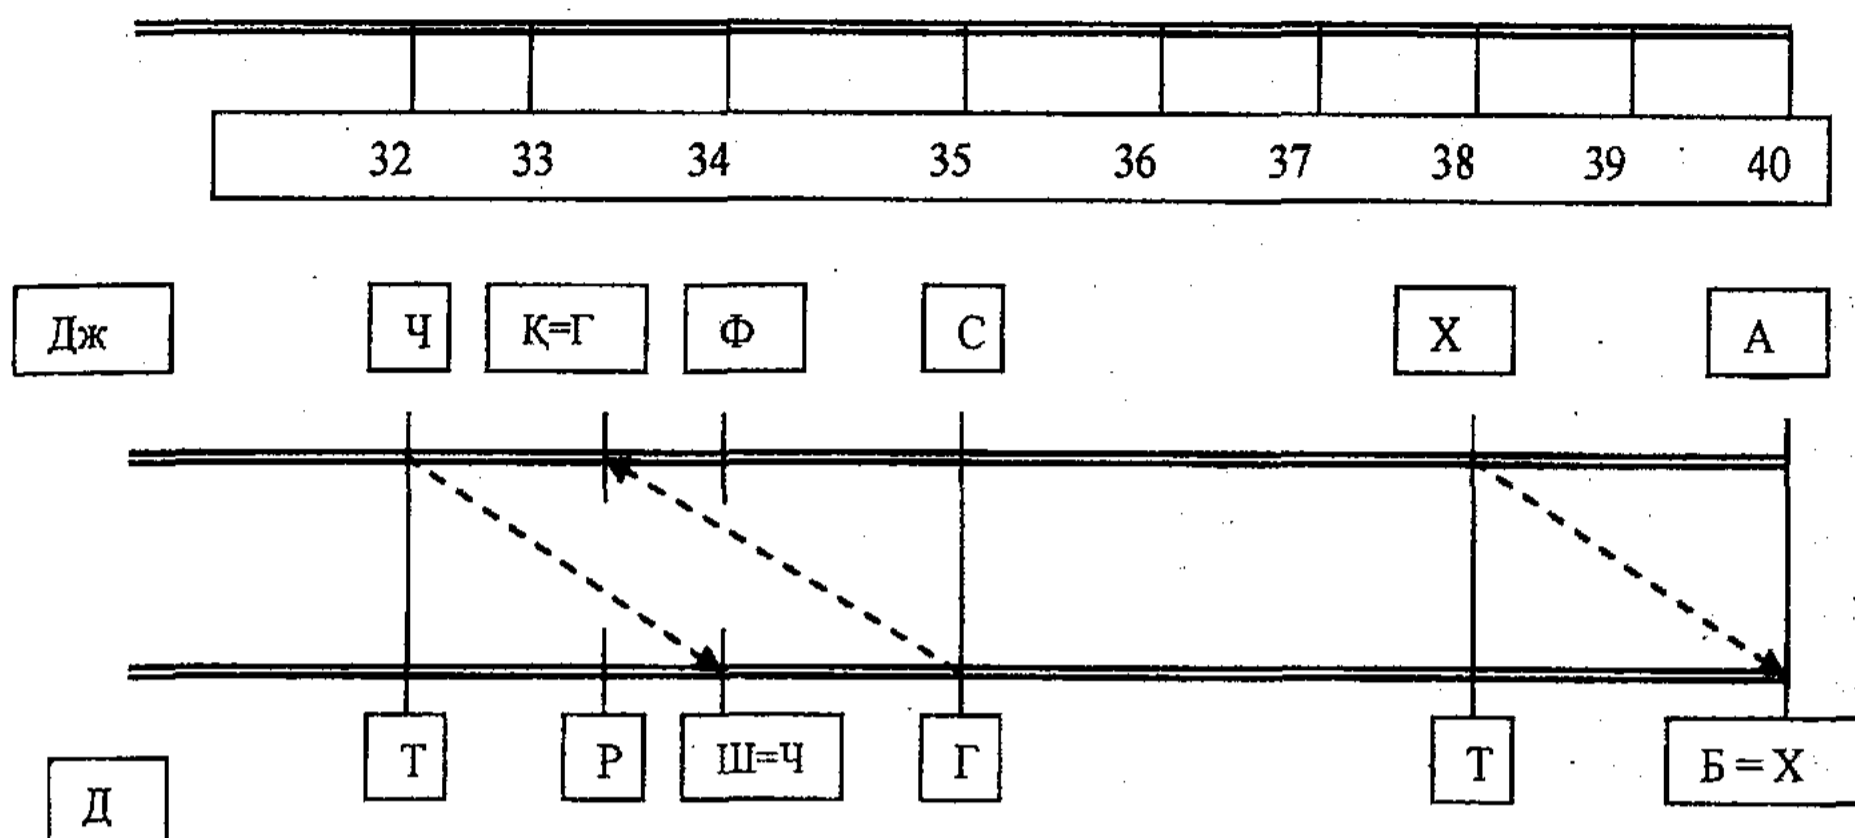 32 33 34 35 36 37 38 39 40
Дж Ч Қ=Г Ф С Х А
Т Р Ш=Ч Г Т Б = Х
Д